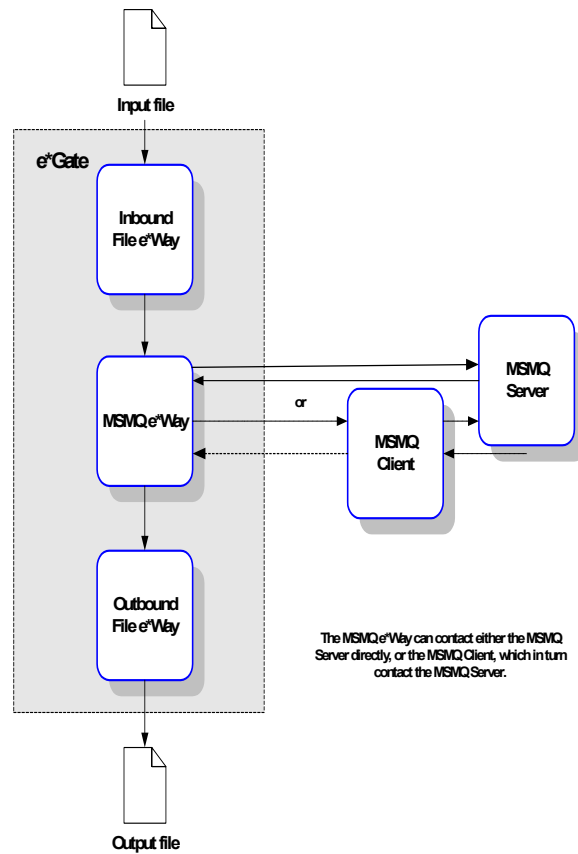 Input file
e*Gate
Inbound
File e*Way
MSMQ
Server
or
MSMQ e*Way
MSMQ
Client
Outbound
File e*Way
The MSMQ e*Way can contact either the MSMQ
Server directly, or the MSMQ Client, which in turn
contact the MSMQ Server.
Output file